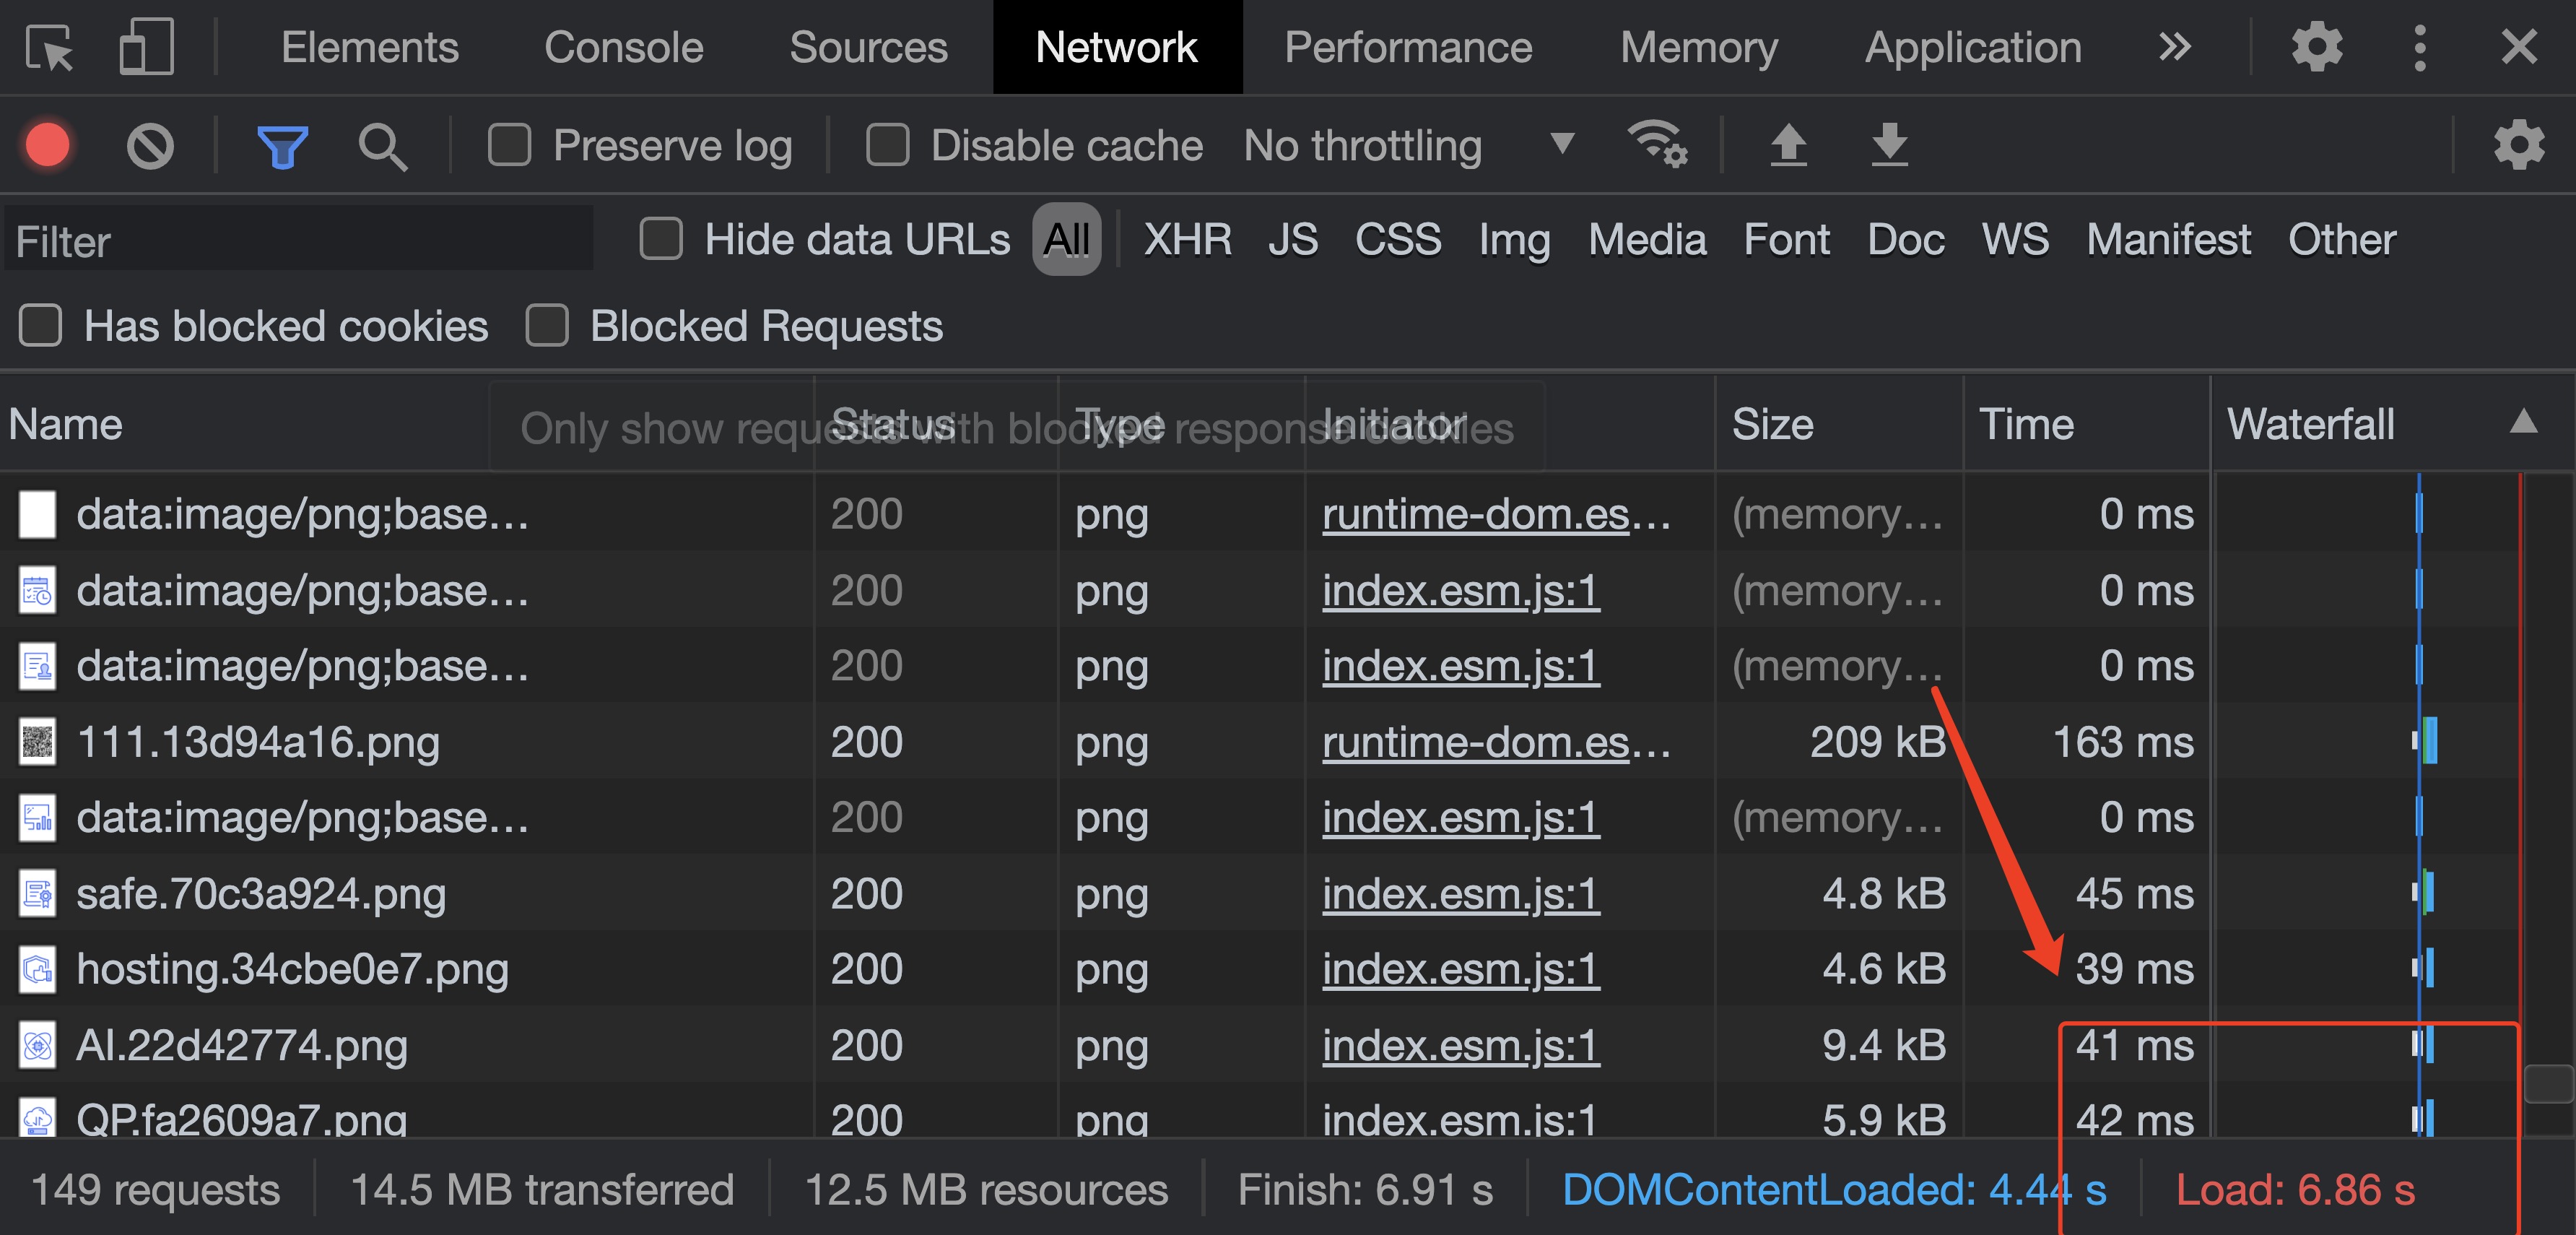 Elements Console Sources Network Performance Memory Application
Preserve log Disable cache No throttling
Filter Hide data URLs All XHR JS CSS Img Media Font Doc WS Manifest Other
Has blocked cookies Blocked Requests
Name Status Type Initiator Size Time Waterfall
Only show requests with blocked response cookies
data:image/png;base… 200 png runtime-dom.es… (memory… 0 ms
data:image/png;base… 200 png index.esm.js:1 (memory… 0 ms
data:image/png;base… 200 png index.esm.js:1 (memory… 0 ms
111.13d94a16.png 200 png runtime-dom.es… 209 kB 163 ms
data:image/png;base… 200 png index.esm.js:1 (memory… 0 ms
safe.70c3a924.png 200 png index.esm.js:1 4.8 kB 45 ms
hosting.34cbe0e7.png 200 png index.esm.js:1 4.6 kB 39 ms
AI.22d42774.png 200 png index.esm.js:1 9.4 kB 41 ms
QP.fa2609a7.png 200 png index.esm.js:1 5.9 kB 42 ms
149 requests 14.5 MB transferred 12.5 MB resources Finish: 6.91 s DOMContentLoaded: 4.44 s Load: 6.86 s